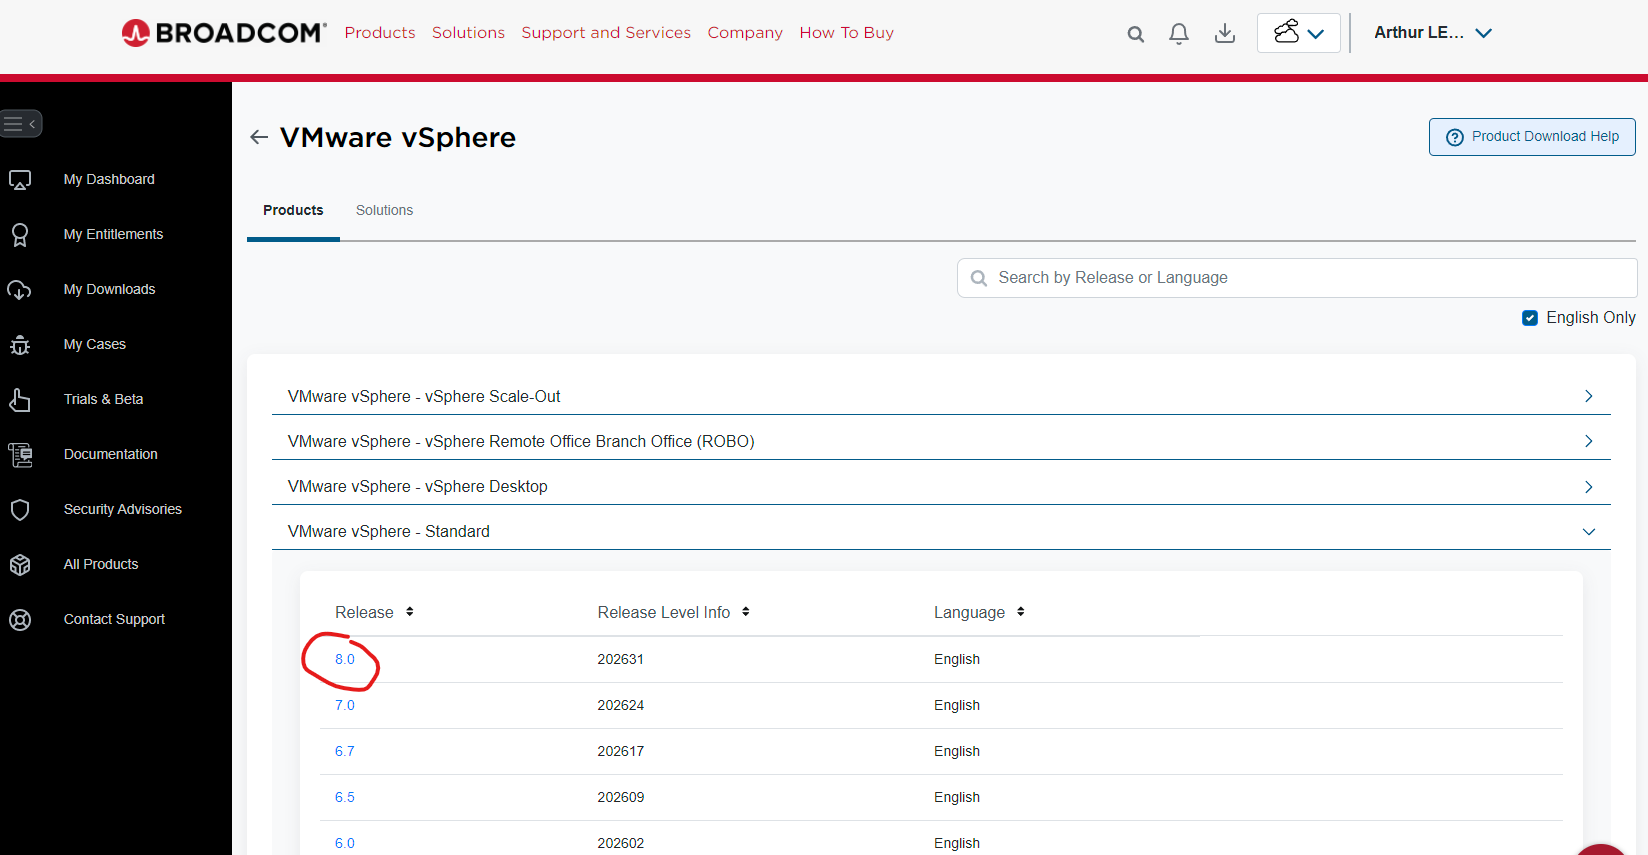 BROADCOM Products Solutions Support and Services Company How To Buy Arthur LE...
VMware vSphere
Product Download Help
My Dashboard
My Entitlements
My Downloads
My Cases
Trials & Beta
Documentation
Security Advisories
All Products
Contact Support
Products Solutions
Search by Release or Language
English Only
VMware vSphere - vSphere Scale-Out
VMware vSphere - vSphere Remote Office Branch Office (ROBO)
VMware vSphere - vSphere Desktop
VMware vSphere - Standard
Release Release Level Info Language
8.0 202631 English
7.0 202624 English
6.7 202617 English
6.5 202609 English
6.0 202602 English